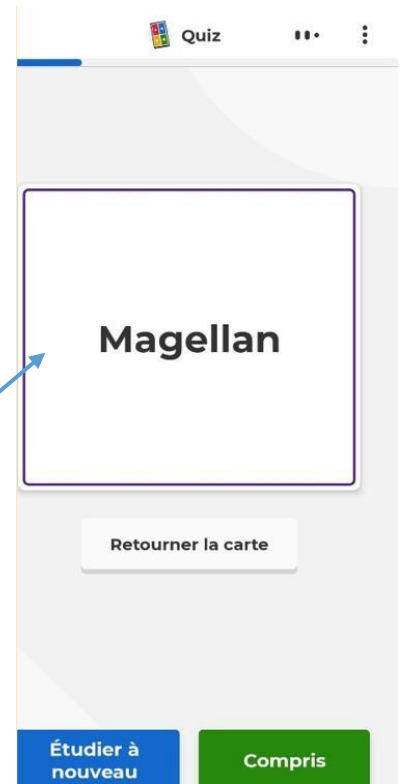 Quiz
Magellan
Retourner la carte
Étudier à
nouveau
Compris